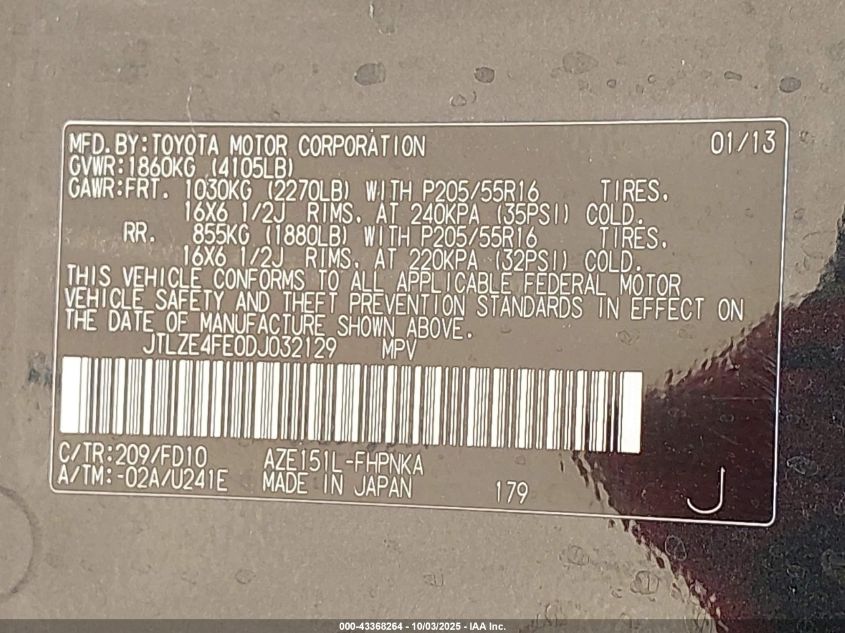 MFD. BY: TOYOTA MOTOR CORPORATION 01/13
GVWR: 1860KG (4105LB)
GAWR: FRT. 1030KG (2270LB) WITH P205/55R16 TIRES.
16X6 1/2J RIMS. AT 240KPA (35PSI) COLD.
RR. 855KG (1880LB) WITH P205/55R16 TIRES.
16X6 1/2J RIMS. AT 220KPA (32PSI) COLD.
THIS VEHICLE CONFORMS TO ALL APPLICABLE FEDERAL MOTOR
VEHICLE SAFETY AND THEFT PREVENTION STANDARDS IN EFFECT ON
THE DATE OF MANUFACTURE SHOWN ABOVE.
JTLZE4FE0DJ032129 MPV
C/TR: 209/FD10 AZE151L-FHPNKA
A/TM: -02A/U241E MADE IN JAPAN 179 J
000-43368264 - 10/03/2025 - IAA Inc.